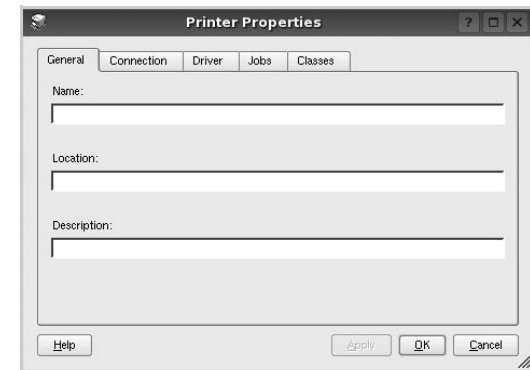 Printer Properties
General Connection Driver Jobs Classes
Name:
Location:
Description:
Help Apply OK Cancel